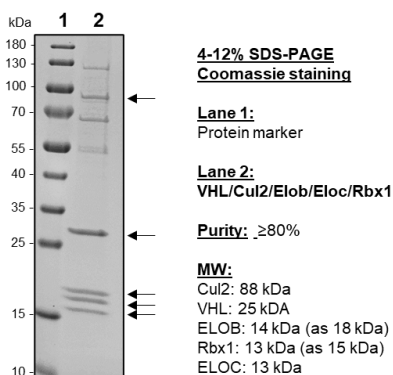 kDa 1 2
180
130
100
70
55
40
35
25
15
10
4-12% SDS-PAGE
Coomassie staining
Lane 1:
Protein marker
Lane 2:
VHL/Cul2/Elob/Eloc/Rbx1
Purity: ≥80%
MW:
Cul2: 88 kDa
VHL: 25 kDA
ELOB: 14 kDa (as 18 kDa)
Rbx1: 13 kDa (as 15 kDa)
ELOC: 13 kDa